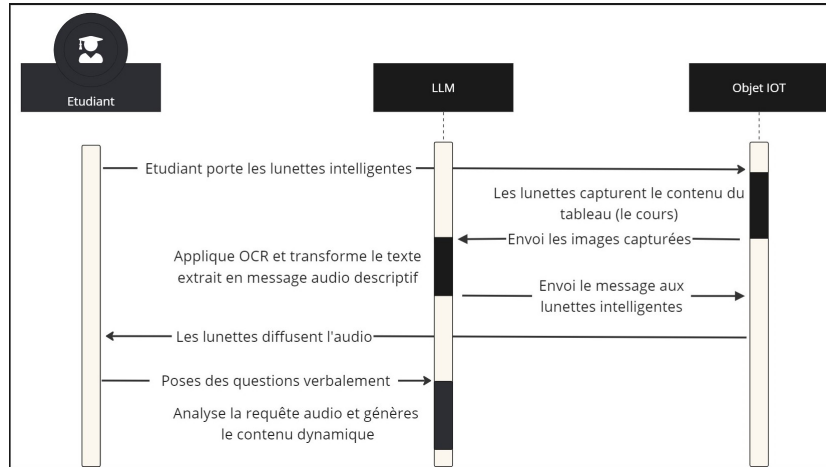 Etudiant
LLM
Objet IOT
Etudiant porte les lunettes intelligentes
Les lunettes capturent le contenu du
tableau (le cours)
Envoi les images capturées
Applique OCR et transforme le texte
extrait en message audio descriptif
Envoi le message aux
lunettes intelligentes
Les lunettes diffusent l'audio
Poses des questions verbalement
Analyse la requête audio et génères
le contenu dynamique